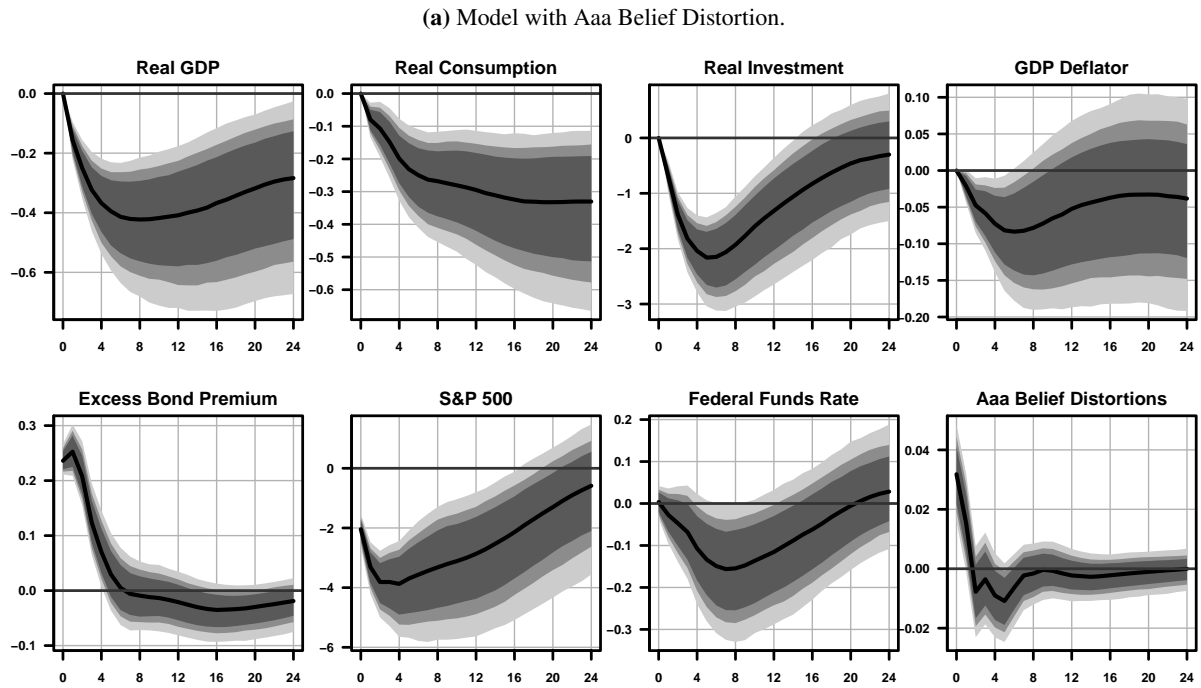 (a) Model with Aaa Belief Distortion.
Real GDP Real Consumption Real Investment GDP Deflator
0.0 −0.2 −0.4 −0.6
0 4 8 12 16 20 24
0.0 −0.1 −0.2 −0.3 −0.4 −0.5 −0.6
0 4 8 12 16 20 24
0 −1 −2 −3
0 4 8 12 16 20 24
0.10 0.05 0.00 −0.05 −0.10 −0.15 −0.20
0 4 8 12 16 20 24
Excess Bond Premium S&P 500 Federal Funds Rate Aaa Belief Distortions
0.3 0.2 0.1 0.0 −0.1
0 4 8 12 16 20 24
0 −2 −4 −6
0 4 8 12 16 20 24
0.2 0.1 0.0 −0.1 −0.2 −0.3
0 4 8 12 16 20 24
0.04 0.02 0.00 −0.02
0 4 8 12 16 20 24